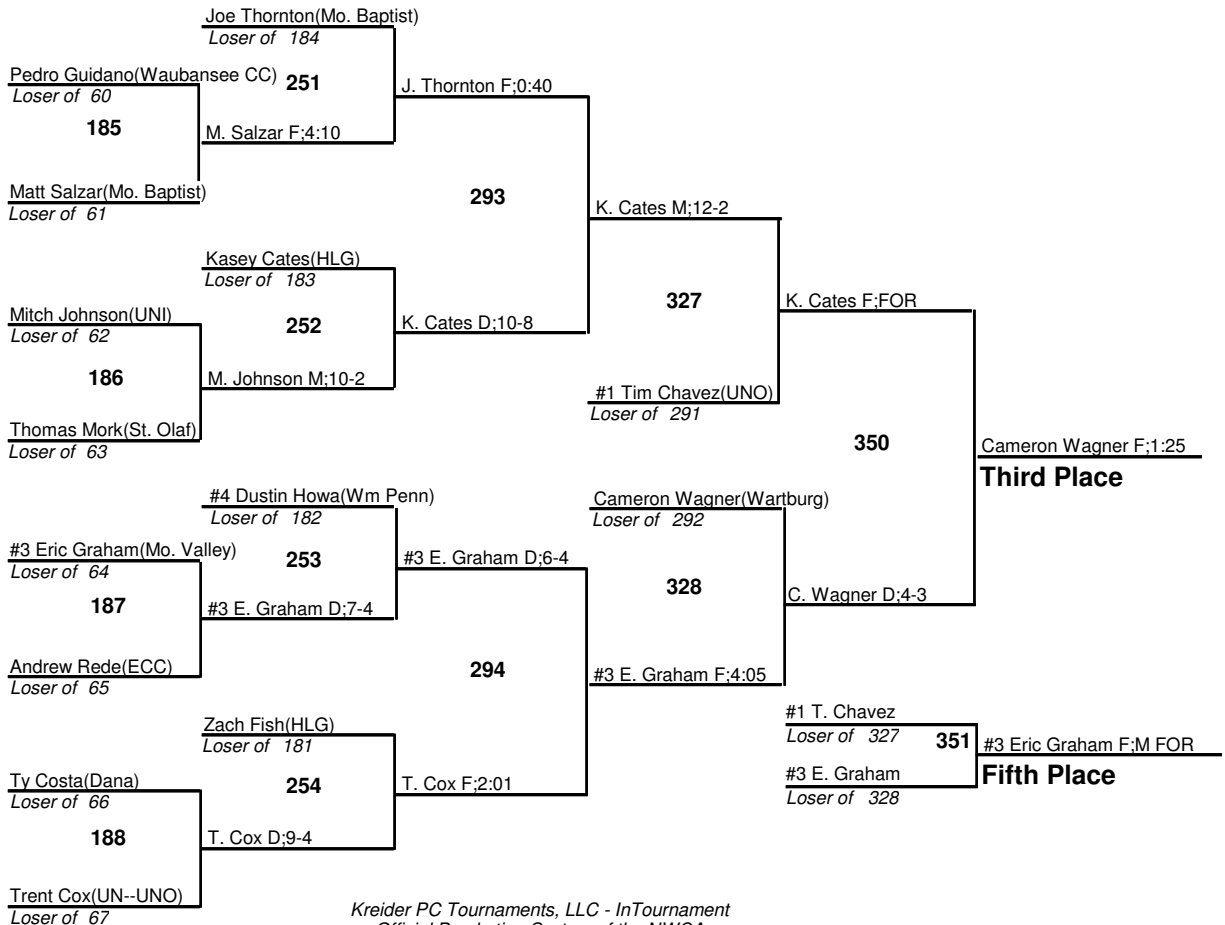 Joe Thornton(Mo. Baptist)
Loser of 184
Pedro Guidano(Waubansee CC)
Loser of 60
251
J. Thornton F;0:40
185
M. Salzar F;4:10
Matt Salzar(Mo. Baptist)
Loser of 61
293
K. Cates M;12-2
Kasey Cates(HLG)
Loser of 183
Mitch Johnson(UNI)
Loser of 62
252
K. Cates D;10-8
327
K. Cates F;FOR
186
M. Johnson M;10-2
#1 Tim Chavez(UNO)
Loser of 291
Thomas Mork(St. Olaf)
Loser of 63
350
Cameron Wagner F;1:25
Third Place
#4 Dustin Howa(Wm Penn)
Loser of 182
Cameron Wagner(Wartburg)
Loser of 292
#3 Eric Graham(Mo. Valley)
Loser of 64
253
#3 E. Graham D;6-4
187
#3 E. Graham D;7-4
328
C. Wagner D;4-3
Andrew Rede(ECC)
Loser of 65
294
#3 E. Graham F;4:05
Zach Fish(HLG)
Loser of 181
#1 T. Chavez
Loser of 327
351
#3 Eric Graham F;M FOR
Fifth Place
#3 E. Graham
Loser of 328
Ty Costa(Dana)
Loser of 66
254
T. Cox F;2:01
188
T. Cox D;9-4
Trent Cox(UN--UNO)
Loser of 67
Kreider PC Tournaments, LLC - InTournament